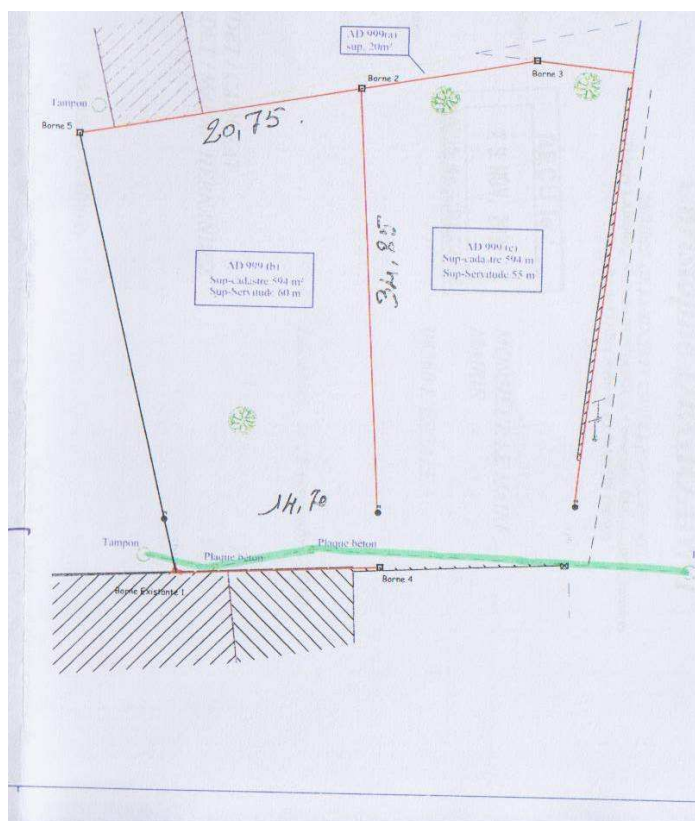 AD 999(a)
sup. 20m²
Borne 2
Borne 3
Tampon
Borne 5
20,75
34,85
AD 999 (b)
Sup-cadastre 594 m²
Sup-Servitude 60 m
AD 999 (c)
Sup-cadastre 594 m
Sup-Servitude 55 m
14,70
Tampon
Plaque béton
Plaque béton
Borne Existante 1
Borne 4